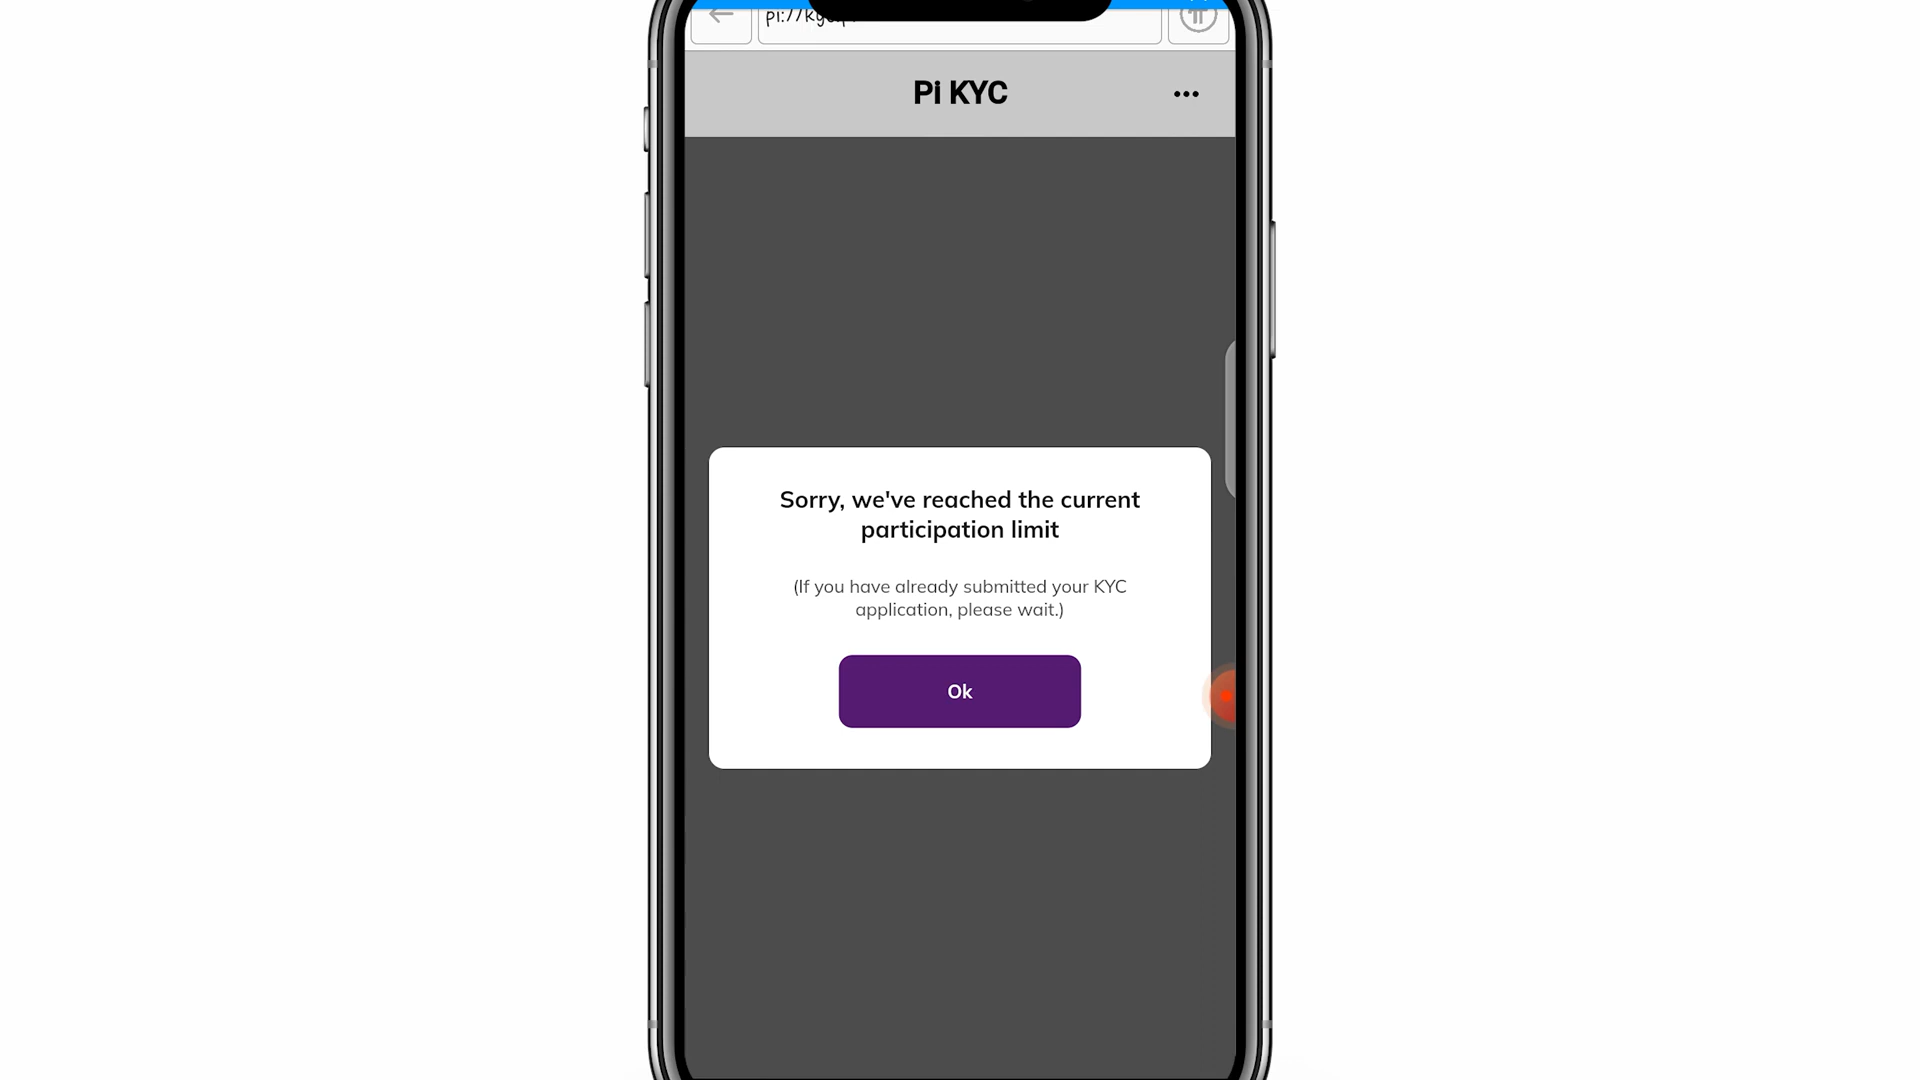 Pi KYC
Sorry, we've reached the current
participation limit
(If you have already submitted your KYC
application, please wait.)
Ok